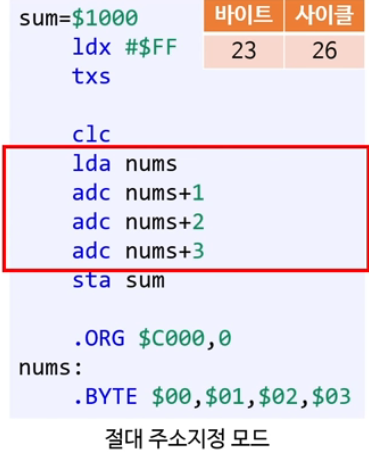 sum=$1000
바이트 사이클
ldx #$FF
23 26
txs
clc
lda nums
adc nums+1
adc nums+2
adc nums+3
sta sum
.ORG $C000,0
nums:
.BYTE $00,$01,$02,$03
절대 주소지정 모드